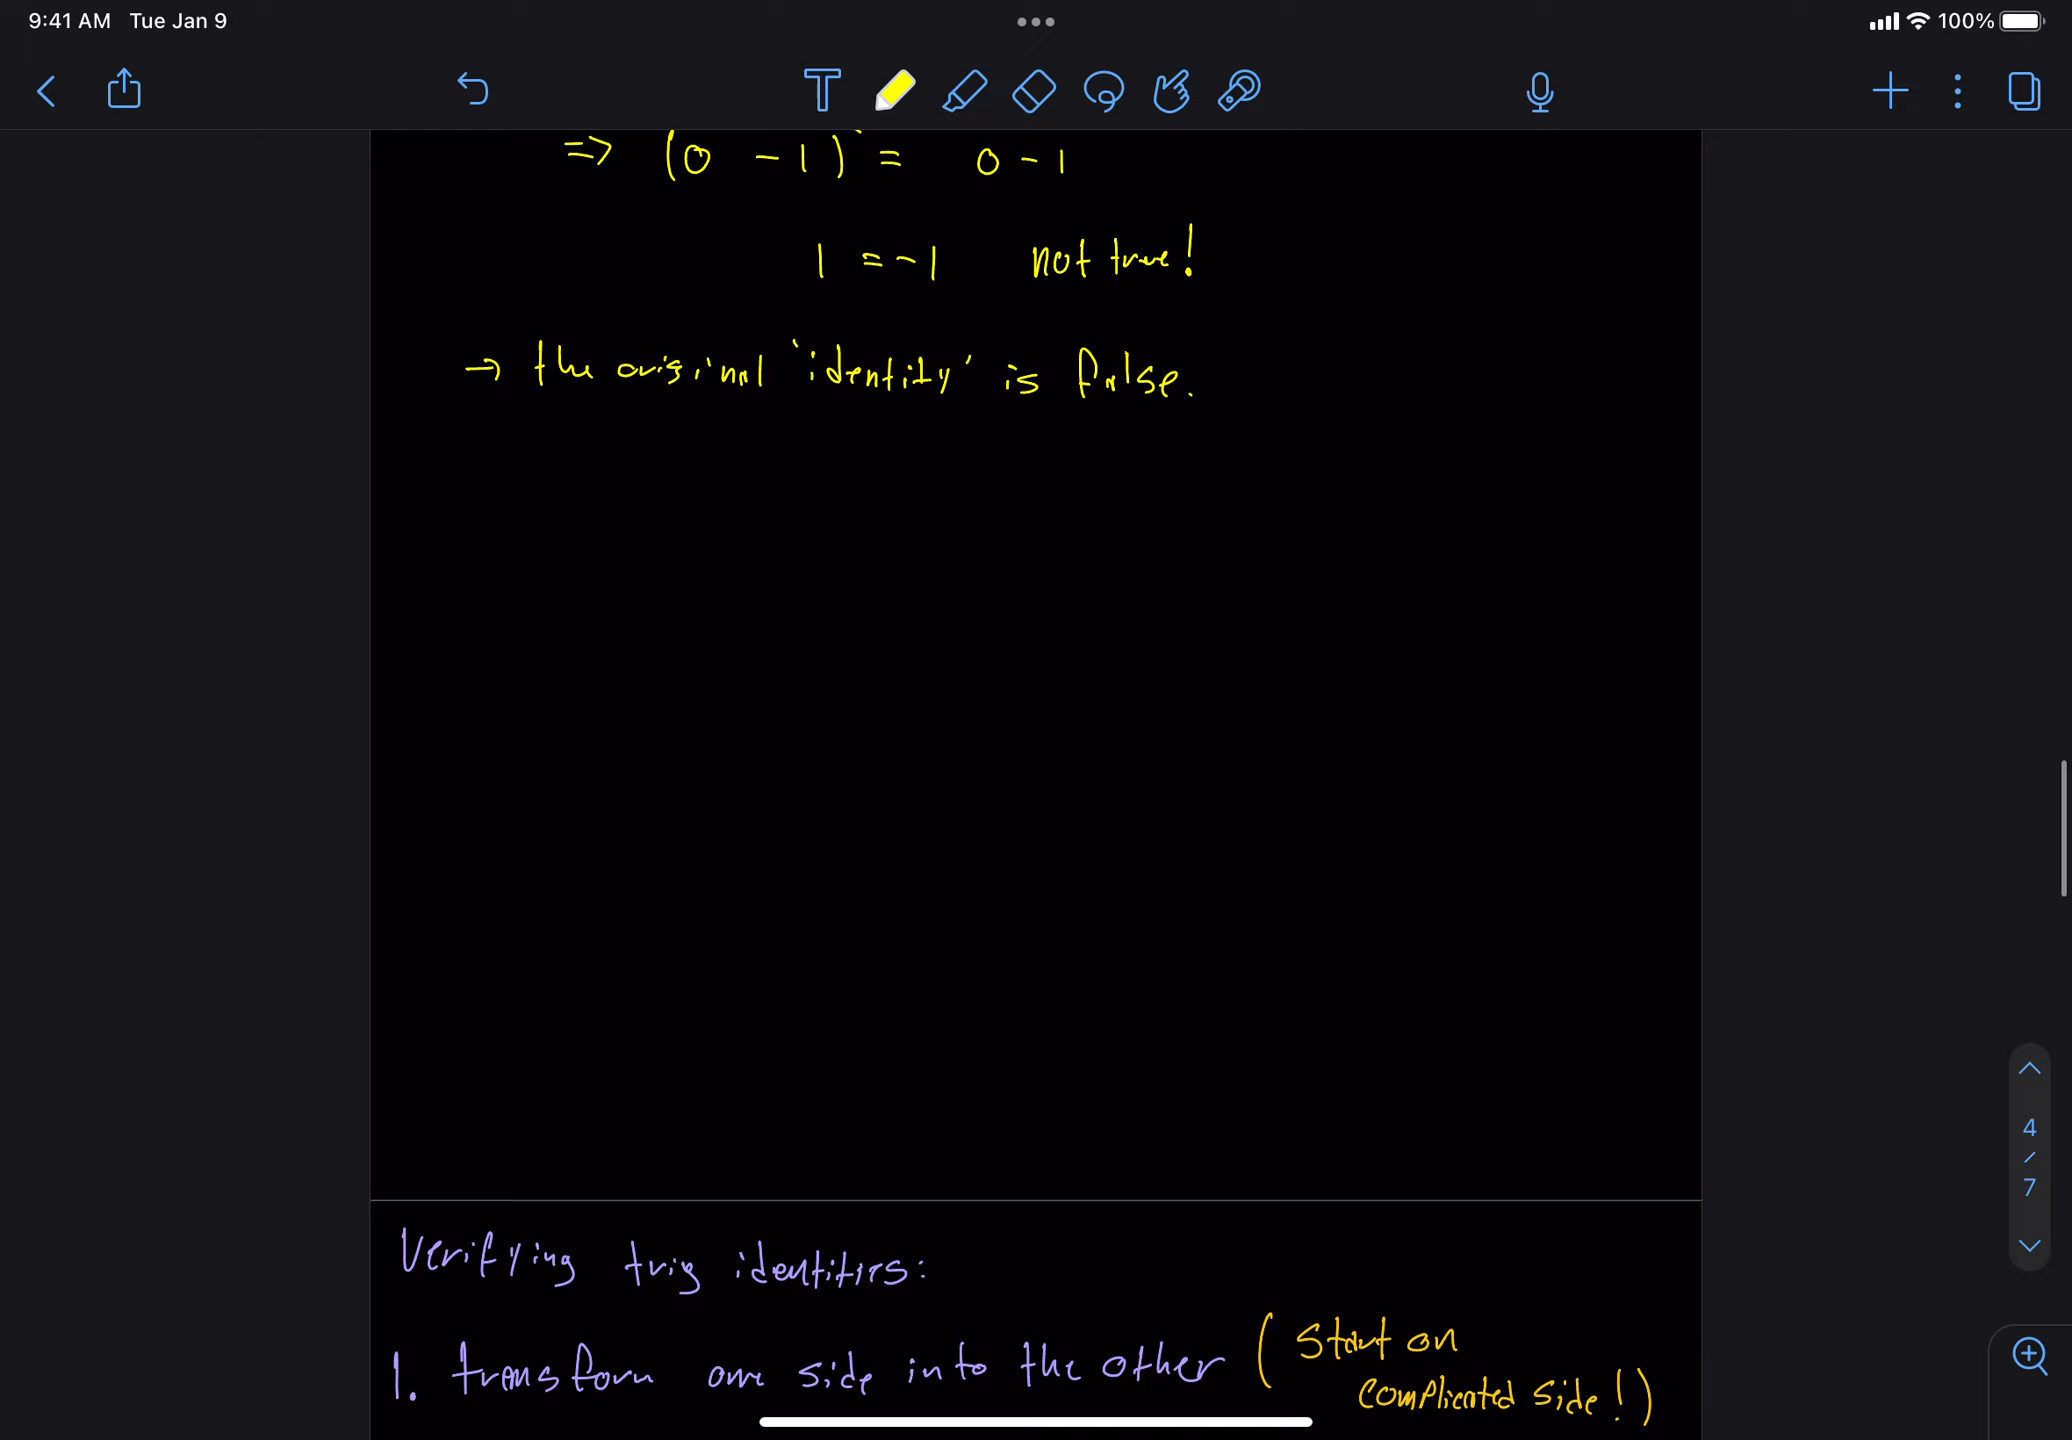 9:41 AM Tue Jan 9
100%
=> (0 - 1) = 0 - 1
1 = -1 not true!
→ the original 'identity' is false.
4
/
7
Verifying trig identities:
1. transform one side into the other (start on
complicated side!)